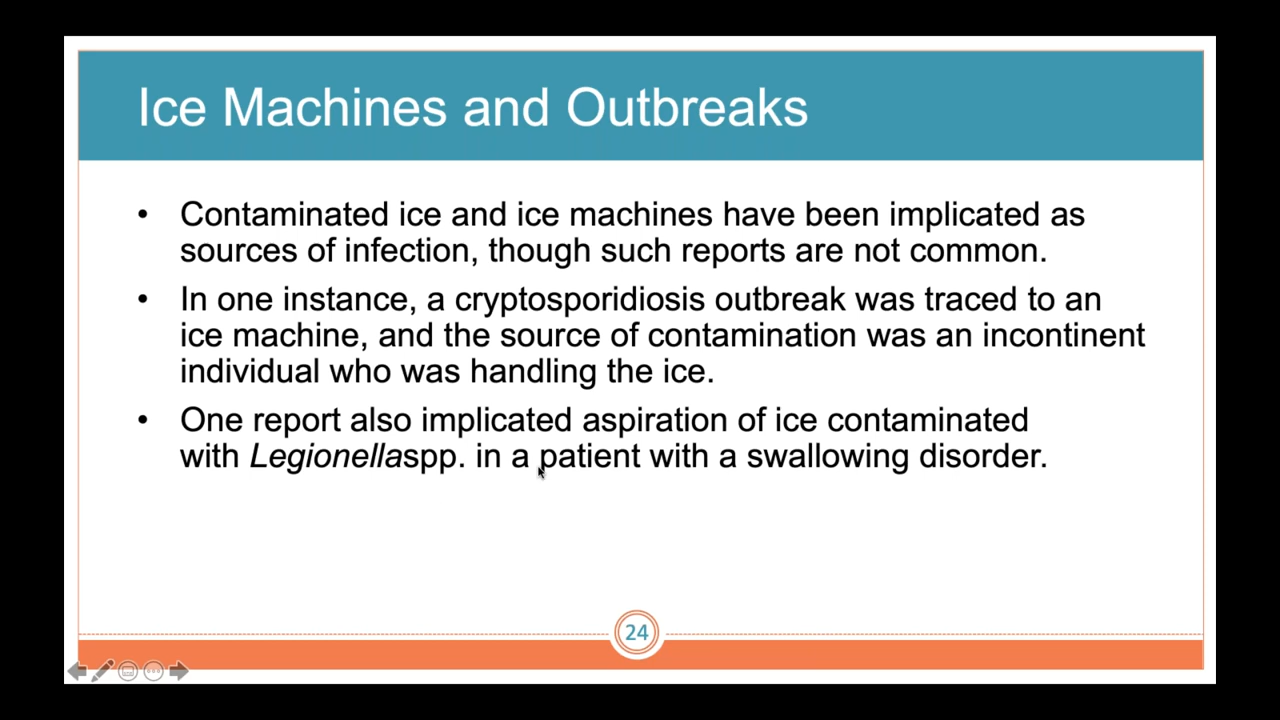 Ice Machines and Outbreaks
• Contaminated ice and ice machines have been implicated as
sources of infection, though such reports are not common.
• In one instance, a cryptosporidiosis outbreak was traced to an
ice machine, and the source of contamination was an incontinent
individual who was handling the ice.
• One report also implicated aspiration of ice contaminated
with Legionellaspp. in a patient with a swallowing disorder.
24